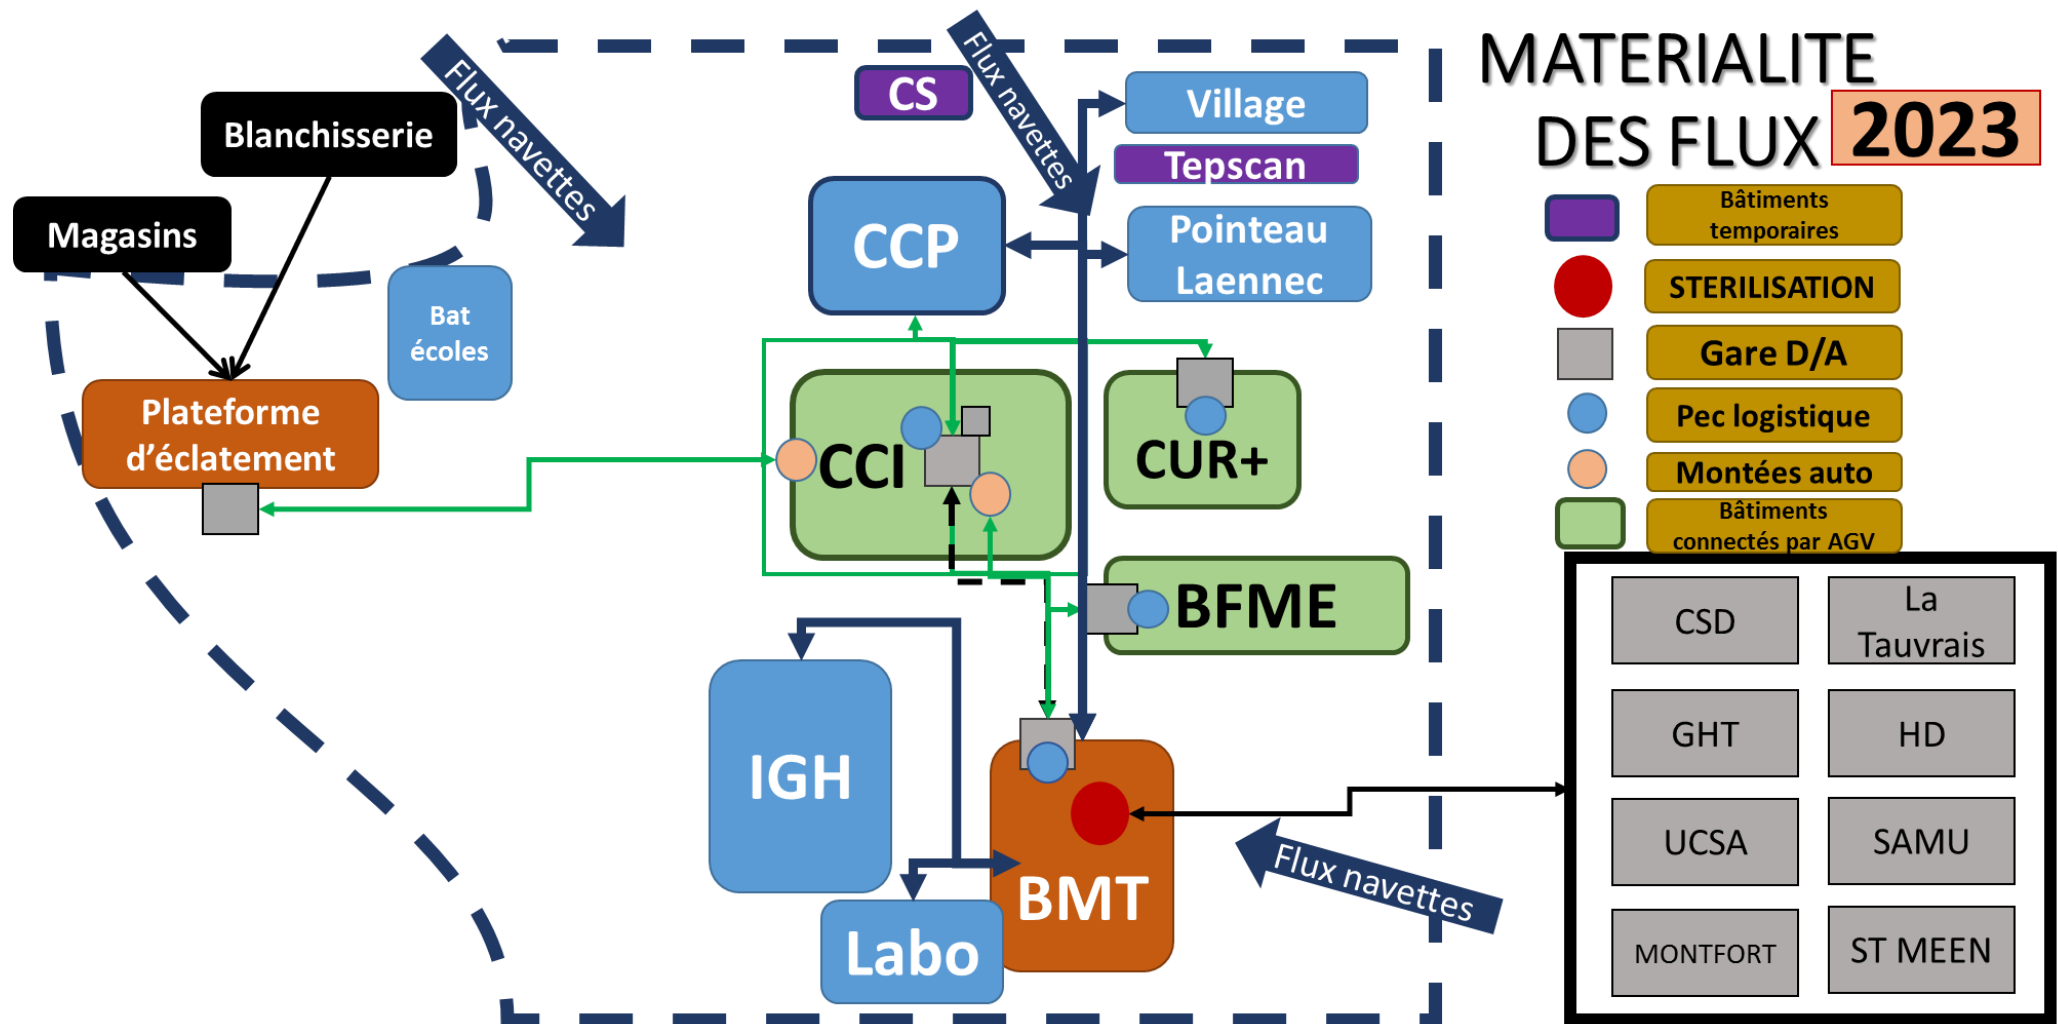 MATERIALITE
DES FLUX
2023
Flux navettes
Flux navettes
CS
Village
Blanchisserie
Tepscan
Magasins
CCP
Pointeau
Laennec
Bat
écoles
Plateforme
d'éclatement
CCI
CUR+
BFME
IGH
BMT
Labo
Flux navettes
Bâtiments
temporaires
STERILISATION
Gare D/A
Pec logistique
Montées auto
Bâtiments
connectés par AGV
CSD
La
Tauvrais
GHT
HD
UCSA
SAMU
MONTFORT
ST MEEN